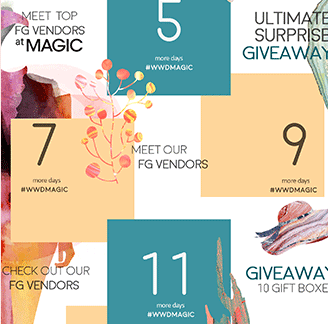 MEET TOP
FG VENDORS
at MAGIC
5
more days
#WWDMAGIC
ULTIMATE
SURPRISE
GIVEAWAY
7
more days
#WWDMAGIC
MEET OUR
FG VENDORS
9
more days
#WWDMAGIC
CHECK OUT OUR
FG VENDORS
11
more days
#WWDMAGIC
GIVEAWAY
10 GIFT BOXE